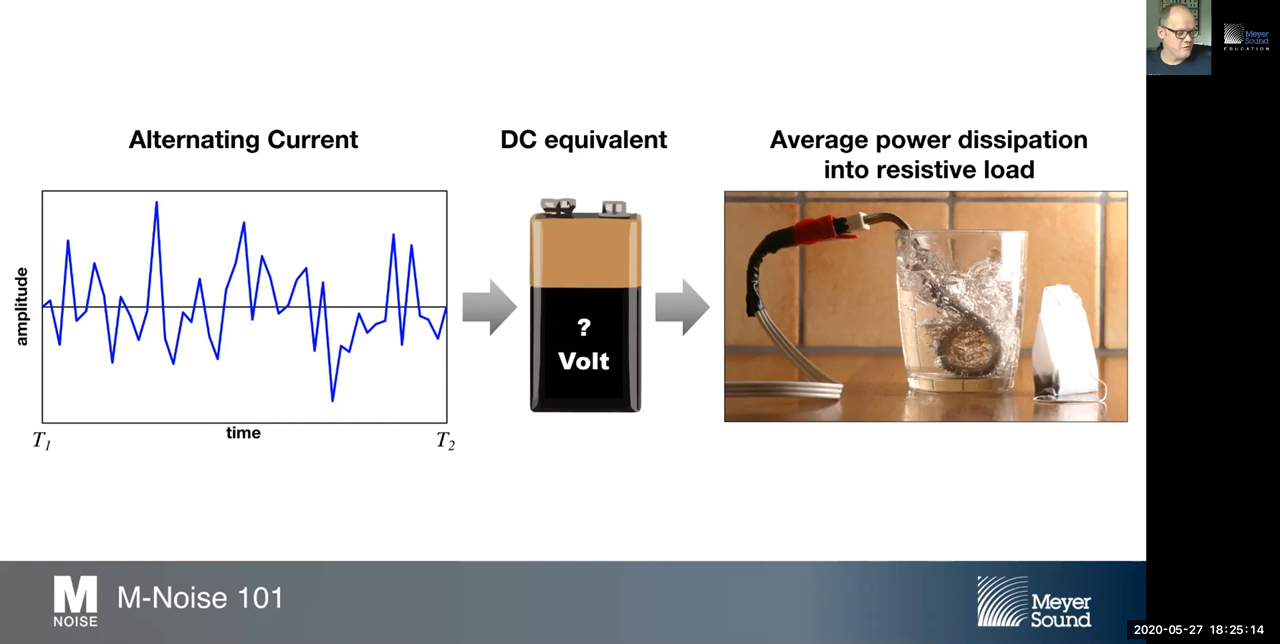 Meyer
Sound
EDUCATION
Alternating Current
DC equivalent
Average power dissipation
into resistive load
amplitude
?
Volt
time
T1
T2
M
NOISE
M-Noise 101
Meyer
Sound
2020-05-27 18:25:14